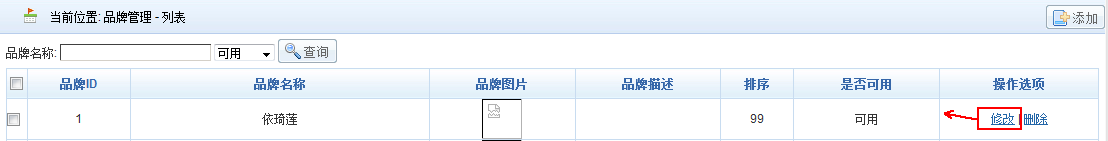 当前位置: 品牌管理 - 列表 添加
品牌名称: 可用 查询
品牌ID 品牌名称 品牌图片 品牌描述 排序 是否可用 操作选项
1 依琦莲 99 可用 修改 | 删除